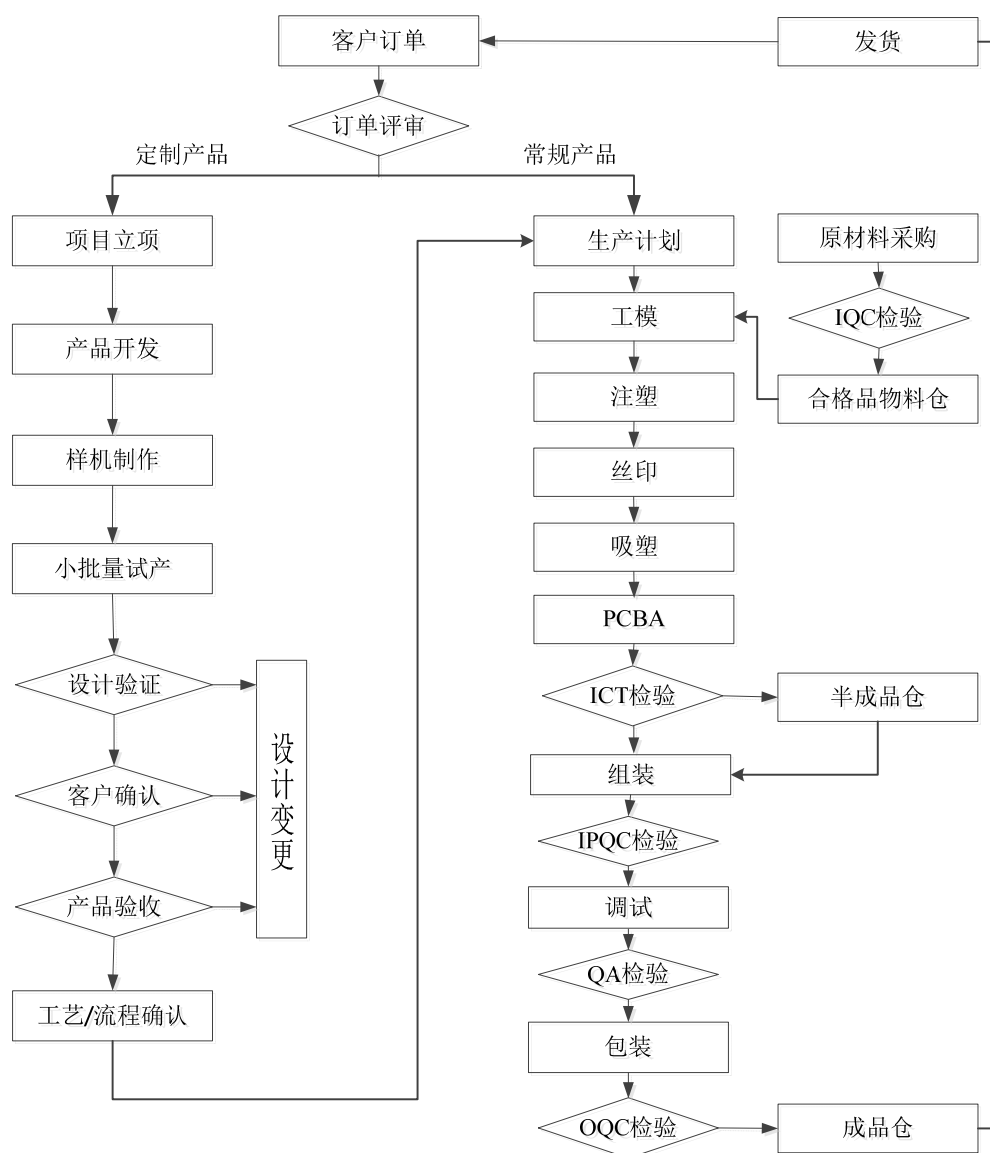 客户订单
发货
订单评审
定制产品
常规产品
项目立项
生产计划
原材料采购
工模
IQC检验
产品开发
注塑
合格品物料仓
样机制作
丝印
吸塑
小批量试产
PCBA
设计验证
ICT检验
半成品仓
设计变更
组装
客户确认
IPQC检验
产品验收
调试
QA检验
工艺/流程确认
包装
OQC检验
成品仓